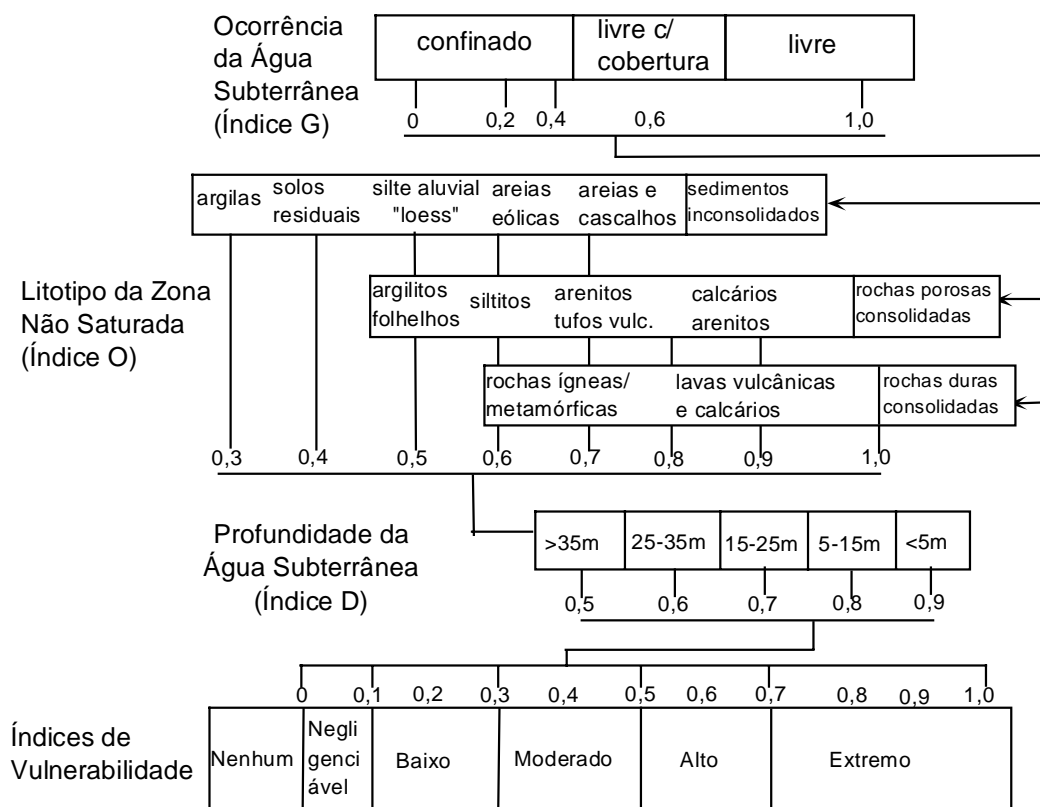 Ocorrência
da Água
Subterrânea
(Índice G)
confinado
livre c/
cobertura
livre
0 0,2 0,4 0,6 1,0
argilas
solos
residuais
silte aluvial
"loess"
areias
eólicas
areias e
cascalhos
sedimentos
inconsolidados
Litotipo da Zona
Não Saturada
(Índice O)
argilitos
folhelhos
siltitos
arenitos
tufos vulc.
calcários
arenitos
rochas porosas
consolidadas
rochas ígneas/
metamórficas
lavas vulcânicas
e calcários
rochas duras
consolidadas
0,3 0,4 0,5 0,6 0,7 0,8 0,9 1,0
Profundidade da
Água Subterrânea
(Índice D)
>35m 25-35m 15-25m 5-15m <5m
0,5 0,6 0,7 0,8 0,9
0 0,1 0,2 0,3 0,4 0,5 0,6 0,7 0,8 0,9 1,0
Índices de
Vulnerabilidade
Nenhum
Negli
genci
ável
Baixo
Moderado
Alto
Extremo